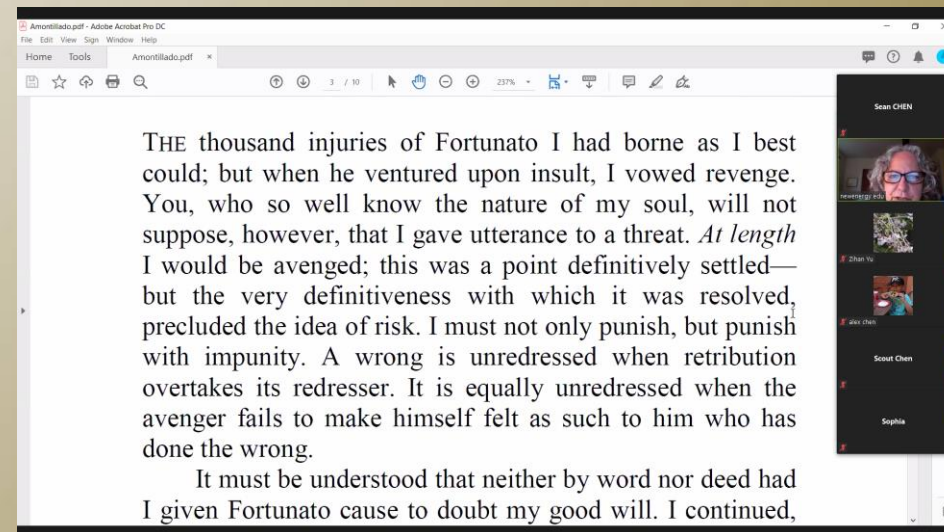 Amontillado.pdf - Adobe Acrobat Pro DC
File Edit View Sign Window Help
Home Tools Amontillado.pdf ×
3 / 10 237%
THE thousand injuries of Fortunato I had borne as I best
could; but when he ventured upon insult, I vowed revenge.
You, who so well know the nature of my soul, will not
suppose, however, that I gave utterance to a threat. At length
I would be avenged; this was a point definitively settled—
but the very definitiveness with which it was resolved,
precluded the idea of risk. I must not only punish, but punish
with impunity. A wrong is unredressed when retribution
overtakes its redresser. It is equally unredressed when the
avenger fails to make himself felt as such to him who has
done the wrong.
It must be understood that neither by word nor deed had
I given Fortunato cause to doubt my good will. I continued,
Sean CHEN
newenergy edu
Zihan Yu
alex chen
Scout Chen
Sophia